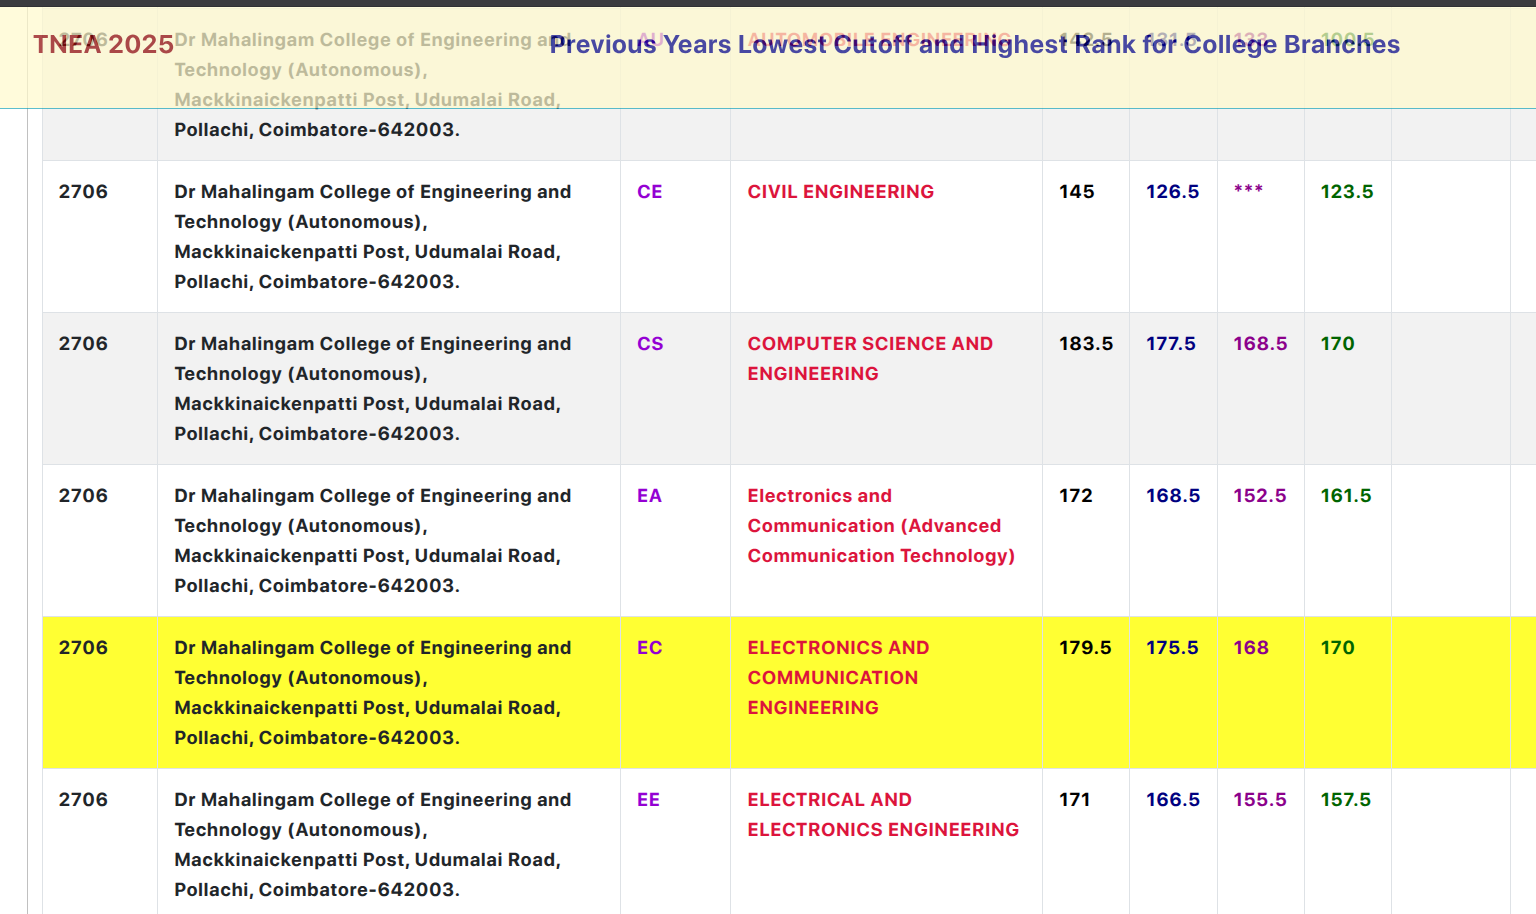 TNEA 2025
Previous Years Lowest Cutoff and Highest Rank for College Branches
2706 Dr Mahalingam College of Engineering and AU AUTOMOBILE ENGINEERING
Technology (Autonomous),
Mackkinaickenpatti Post, Udumalai Road,
Pollachi, Coimbatore-642003.
2706 Dr Mahalingam College of Engineering and CE CIVIL ENGINEERING 145 126.5 *** 123.5
Technology (Autonomous),
Mackkinaickenpatti Post, Udumalai Road,
Pollachi, Coimbatore-642003.
2706 Dr Mahalingam College of Engineering and CS COMPUTER SCIENCE AND 183.5 177.5 168.5 170
Technology (Autonomous), ENGINEERING
Mackkinaickenpatti Post, Udumalai Road,
Pollachi, Coimbatore-642003.
2706 Dr Mahalingam College of Engineering and EA Electronics and 172 168.5 152.5 161.5
Technology (Autonomous), Communication (Advanced
Mackkinaickenpatti Post, Udumalai Road, Communication Technology)
Pollachi, Coimbatore-642003.
2706 Dr Mahalingam College of Engineering and EC ELECTRONICS AND 179.5 175.5 168 170
Technology (Autonomous), COMMUNICATION
Mackkinaickenpatti Post, Udumalai Road, ENGINEERING
Pollachi, Coimbatore-642003.
2706 Dr Mahalingam College of Engineering and EE ELECTRICAL AND 171 166.5 155.5 157.5
Technology (Autonomous), ELECTRONICS ENGINEERING
Mackkinaickenpatti Post, Udumalai Road,
Pollachi, Coimbatore-642003.